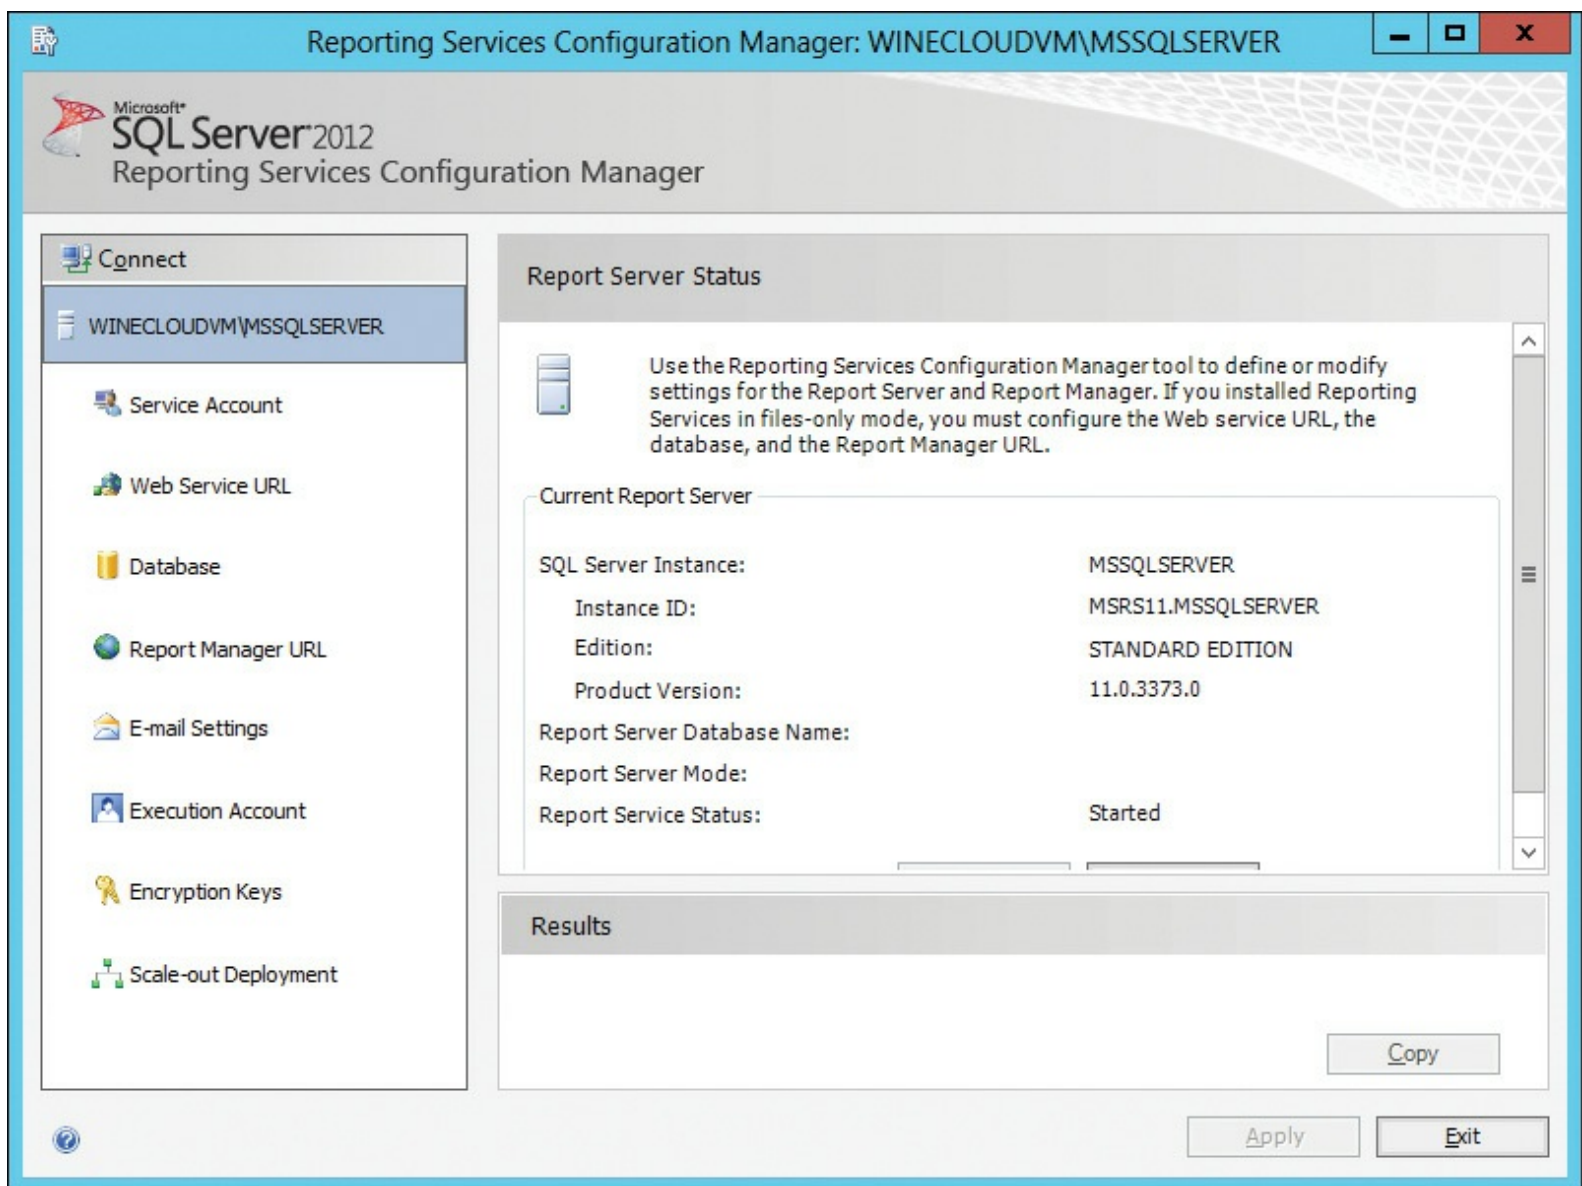 Reporting Services Configuration Manager: WINECLOUDVM\MSSQLSERVER
Microsoft
SQL Server 2012
Reporting Services Configuration Manager
Connect
WINECLOUDVM\MSSQLSERVER
Service Account
Web Service URL
Database
Report Manager URL
E-mail Settings
Execution Account
Encryption Keys
Scale-out Deployment
Report Server Status
Use the Reporting Services Configuration Manager tool to define or modify
settings for the Report Server and Report Manager. If you installed Reporting
Services in files-only mode, you must configure the Web service URL, the
database, and the Report Manager URL.
Current Report Server
SQL Server Instance: MSSQLSERVER
Instance ID: MSRS11.MSSQLSERVER
Edition: STANDARD EDITION
Product Version: 11.0.3373.0
Report Server Database Name:
Report Server Mode:
Report Service Status: Started
Results
Copy
Apply Exit